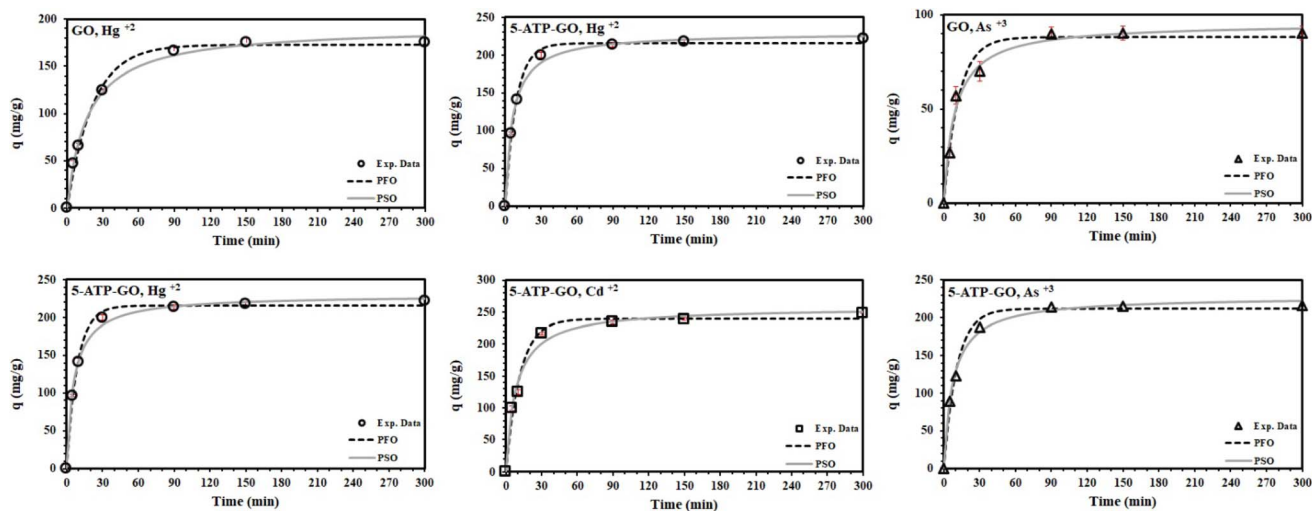 GO, Hg +2
q (mg/g)
200
150
100
50
0
Exp. Data
PFO
PSO
0 30 60 90 120 150 180 210 240 270 300
Time (min)
5-ATP-GO, Hg +2
q (mg/g)
250
200
150
100
50
0
Exp. Data
PFO
PSO
0 30 60 90 120 150 180 210 240 270 300
Time (min)
GO, As +3
q (mg/g)
100
50
0
Exp. Data
PFO
PSO
0 30 60 90 120 150 180 210 240 270 300
Time (min)
5-ATP-GO, Hg +2
q (mg/g)
250
200
150
100
50
0
Exp. Data
PFO
PSO
0 30 60 90 120 150 180 210 240 270 300
Time (min)
5-ATP-GO, Cd +2
q (mg/g)
300
250
200
150
100
50
0
Exp. Data
PFO
PSO
0 30 60 90 120 150 180 210 240 270 300
Time (min)
5-ATP-GO, As +3
q (mg/g)
250
200
150
100
50
0
Exp. Data
PFO
PSO
0 30 60 90 120 150 180 210 240 270 300
Time (min)